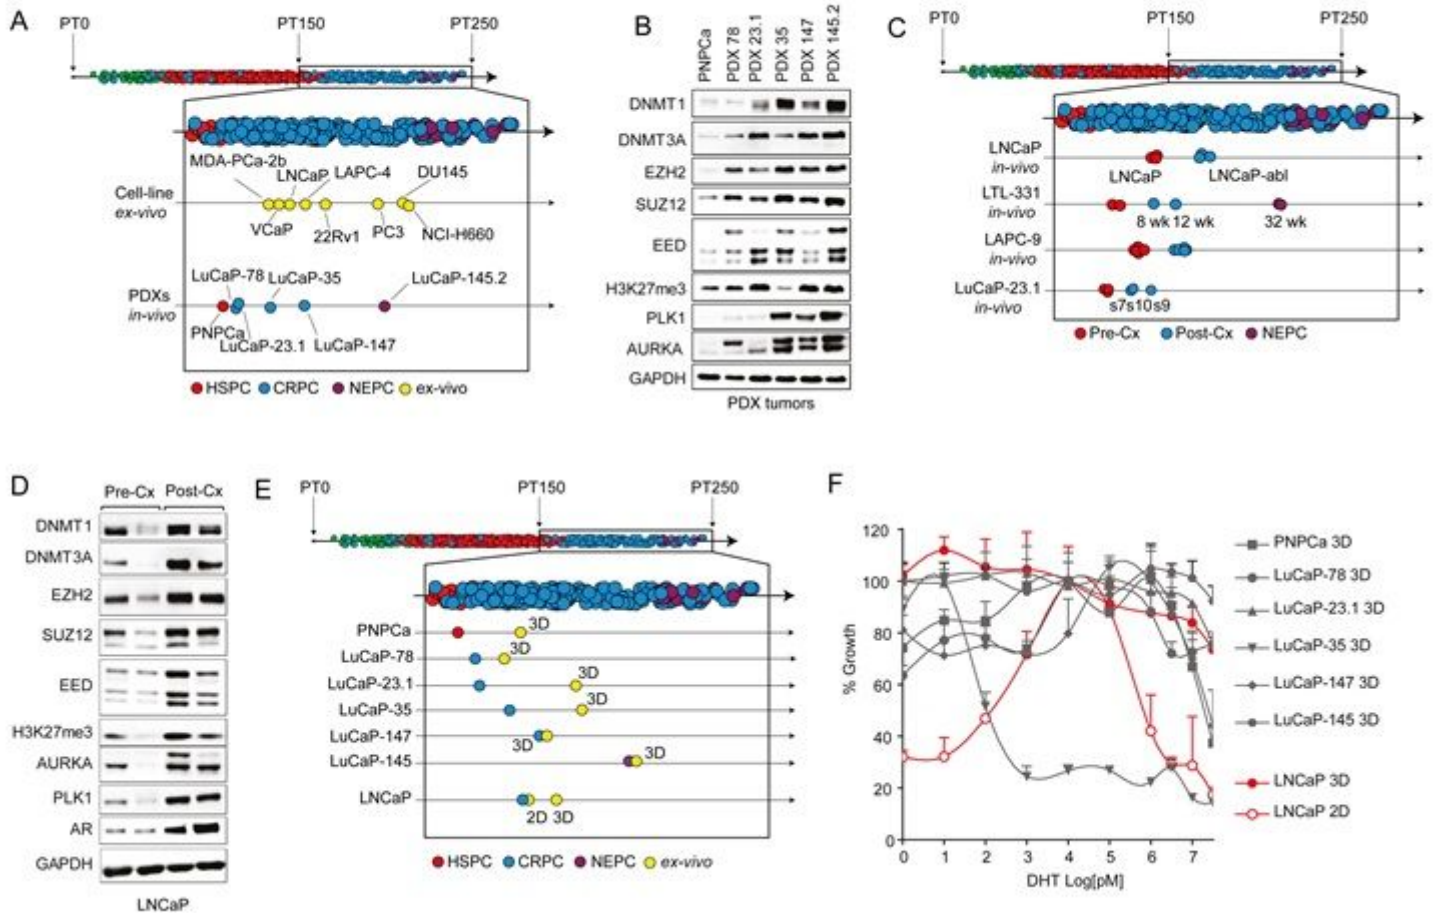 A
PT0
PT150
PT250
MDA-PCa-2b
LNCaP
LAPC-4
DU145
Cell-line
ex-vivo
VCaP
22Rv1
PC3
NCI-H660
LuCaP-78
LuCaP-35
LuCaP-145.2
PDXs
in-vivo
PNPCa
LuCaP-23.1
LuCaP-147
HSPC CRPC NEPC ex-vivo
B
PNPCa
PDX 78
PDX 23.1
PDX 35
PDX 147
PDX 145.2
DNMT1
DNMT3A
EZH2
SUZ12
EED
H3K27me3
PLK1
AURKA
GAPDH
PDX tumors
C
PT0
PT150
PT250
LNCaP
in-vivo
LNCaP
LNCaP-abl
LTL-331
in-vivo
8 wk 12 wk
32 wk
LAPC-9
in-vivo
LuCaP-23.1
in-vivo
s7s10s9
Pre-Cx Post-Cx NEPC
D
Pre-Cx Post-Cx
DNMT1
DNMT3A
EZH2
SUZ12
EED
H3K27me3
AURKA
PLK1
AR
GAPDH
LNCaP
E
PT0
PT150
PT250
PNPCa
3D
LuCaP-78
3D
LuCaP-23.1
3D
LuCaP-35
3D
LuCaP-147
3D
LuCaP-145
3D
LNCaP
2D 3D
HSPC CRPC NEPC ex-vivo
F
% Growth
120
100
80
60
40
20
0
0 1 2 3 4 5 6 7
DHT Log[pM]
PNPCa 3D
LuCaP-78 3D
LuCaP-23.1 3D
LuCaP-35 3D
LuCaP-147 3D
LuCaP-145 3D
LNCaP 3D
LNCaP 2D